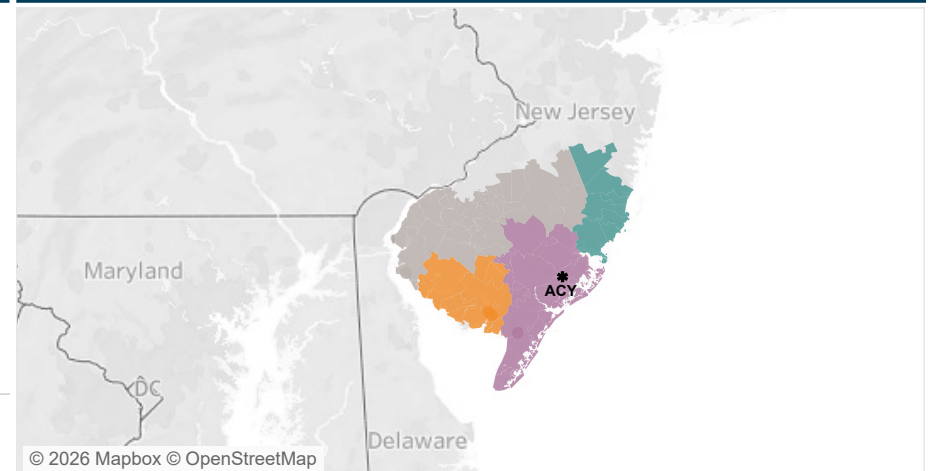 New Jersey
Maryland
✱
ACY
DC
Delaware
© 2026 Mapbox © OpenStreetMap